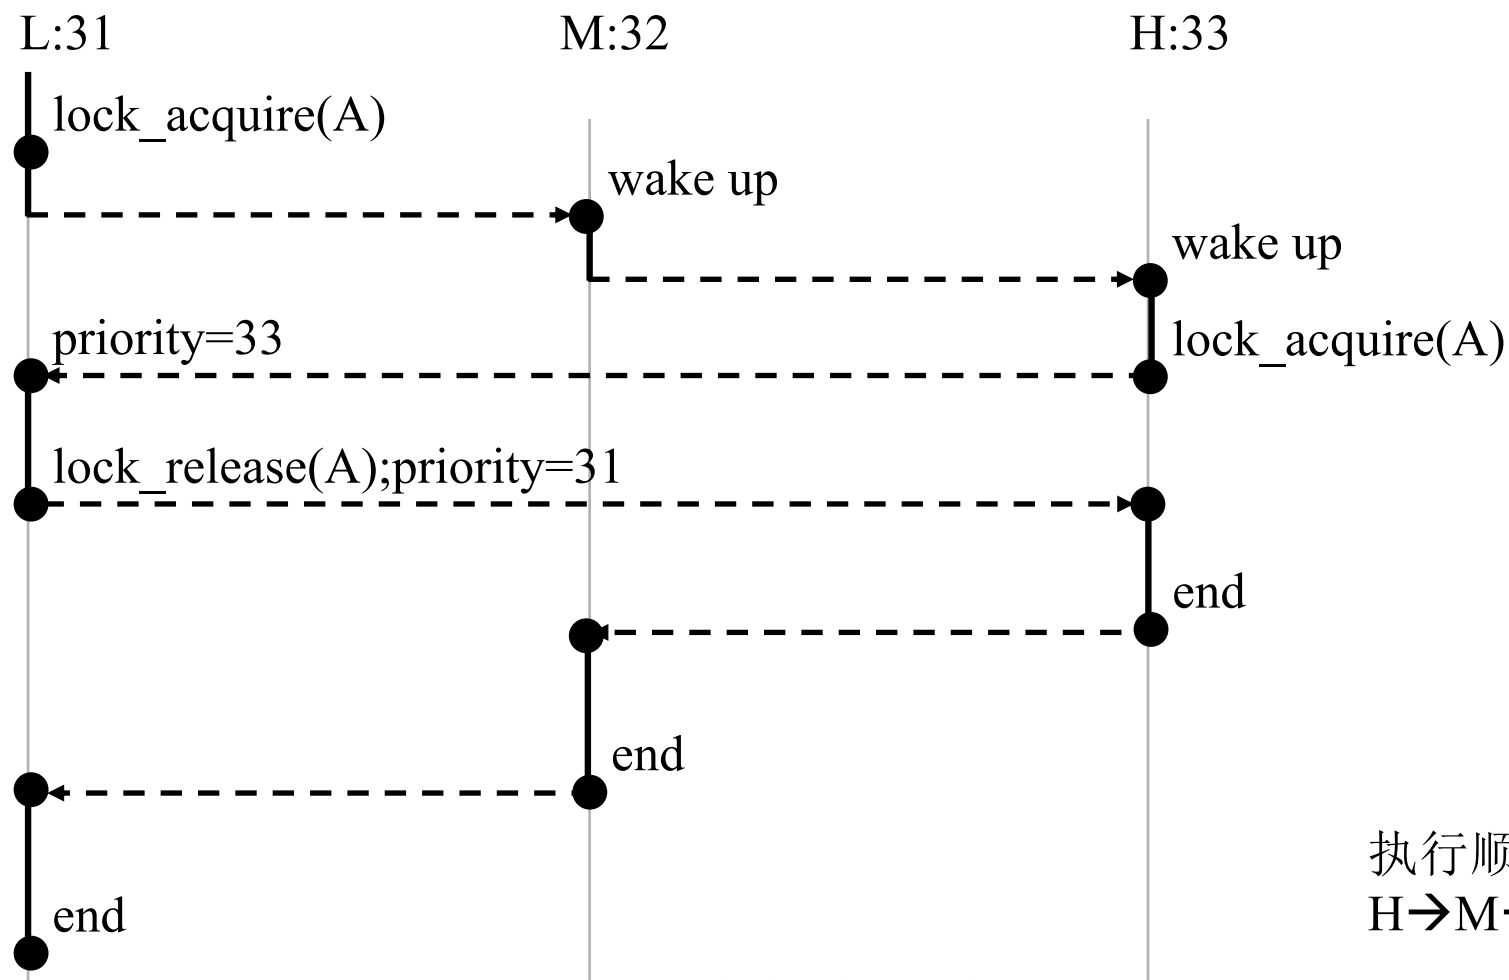 L:31
M:32
H:33
lock_acquire(A)
wake up
wake up
priority=33
lock_acquire(A)
lock_release(A);priority=31
end
end
end
执行顺
H→M